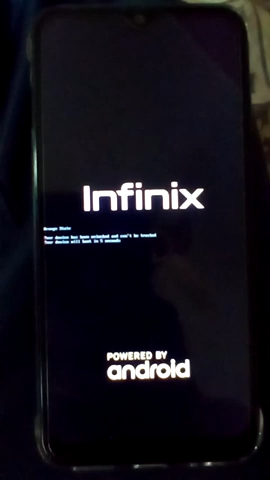 Infinix
Orange State
Your device has been unlocked and can't be trusted
Your device will boot in 5 seconds
POWERED BY
android